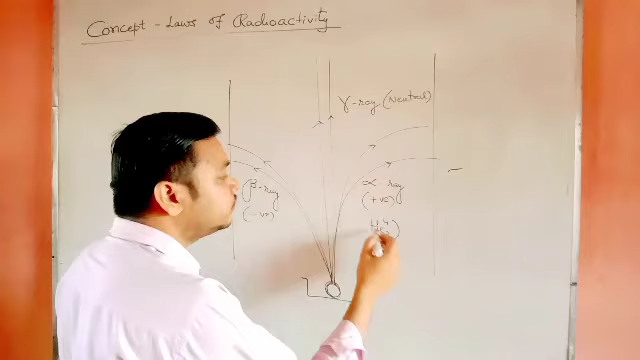 Concept - Laws of Radioactivity
γ-ray (Neutral)
β-ray
(-ve)
α ray
(+ve)